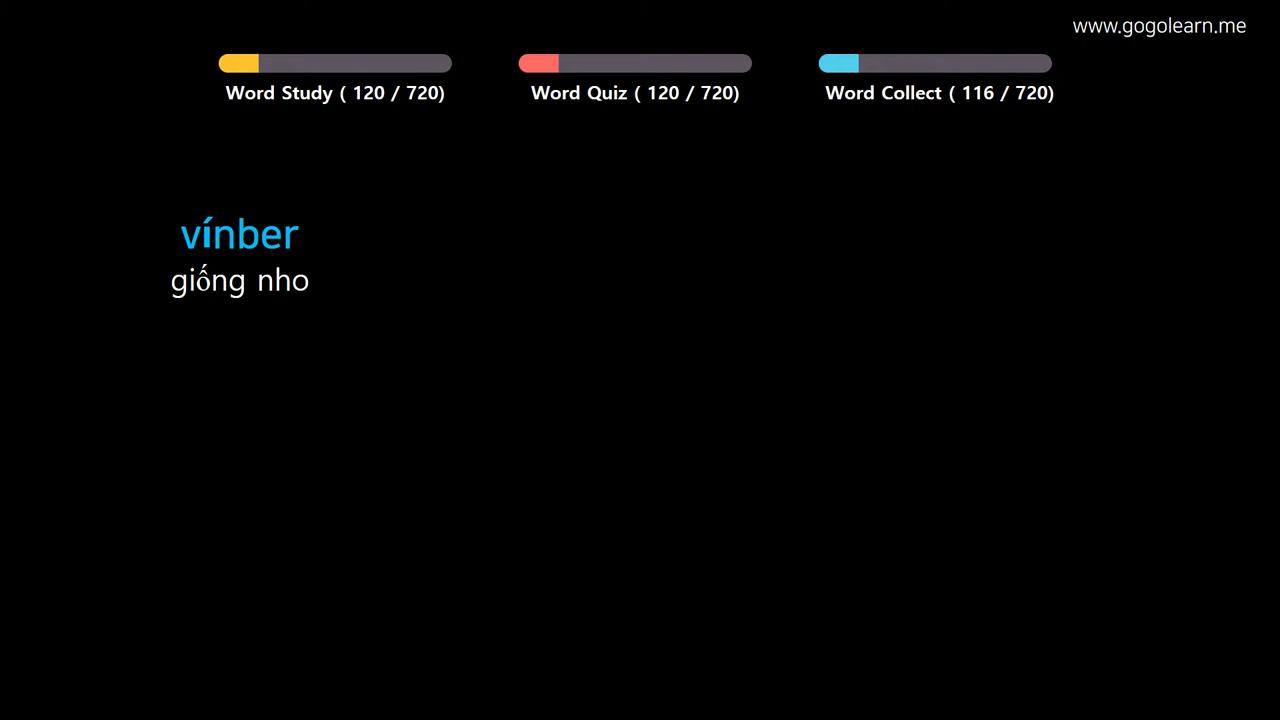 www.gogolearn.me
Word Study ( 120 / 720)
Word Quiz ( 120 / 720)
Word Collect ( 116 / 720)
vínber
giống nho